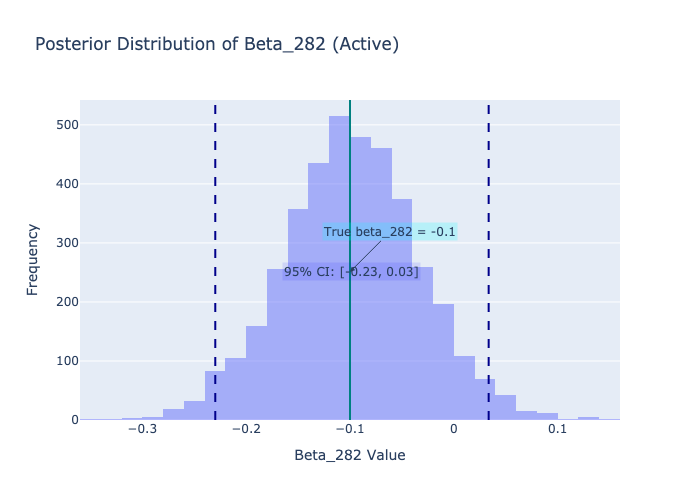 Posterior Distribution of Beta_282 (Active)
500
400
300
200
100
0
Frequency
True beta_282 = -0.1
95% CI: [-0.23, 0.03]
−0.3
−0.2
−0.1
0
0.1
Beta_282 Value